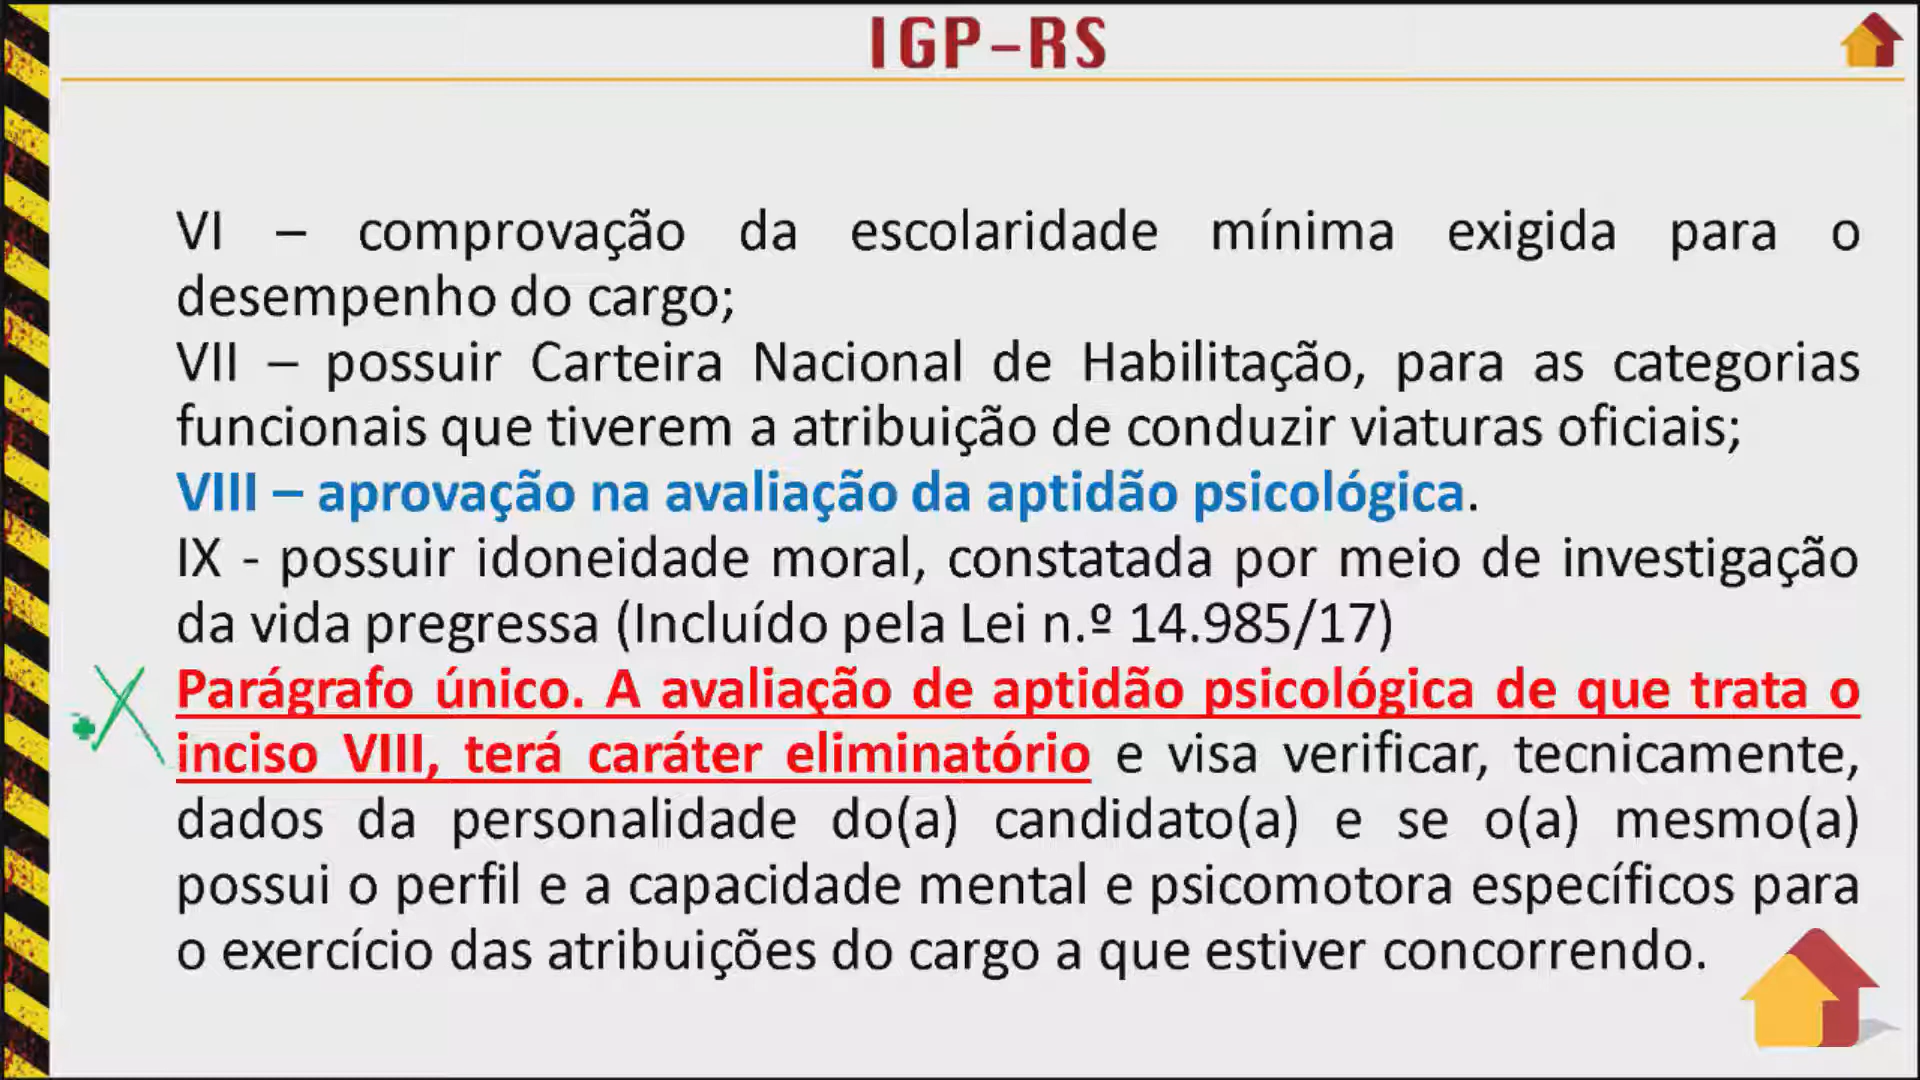 IGP-RS
VI – comprovação da escolaridade mínima exigida para o
desempenho do cargo;
VII – possuir Carteira Nacional de Habilitação, para as categorias
funcionais que tiverem a atribuição de conduzir viaturas oficiais;
VIII – aprovação na avaliação da aptidão psicológica.
IX - possuir idoneidade moral, constatada por meio de investigação
da vida pregressa (Incluído pela Lei n.º 14.985/17)
Parágrafo único. A avaliação de aptidão psicológica de que trata o
inciso VIII, terá caráter eliminatório e visa verificar, tecnicamente,
dados da personalidade do(a) candidato(a) e se o(a) mesmo(a)
possui o perfil e a capacidade mental e psicomotora específicos para
o exercício das atribuições do cargo a que estiver concorrendo.